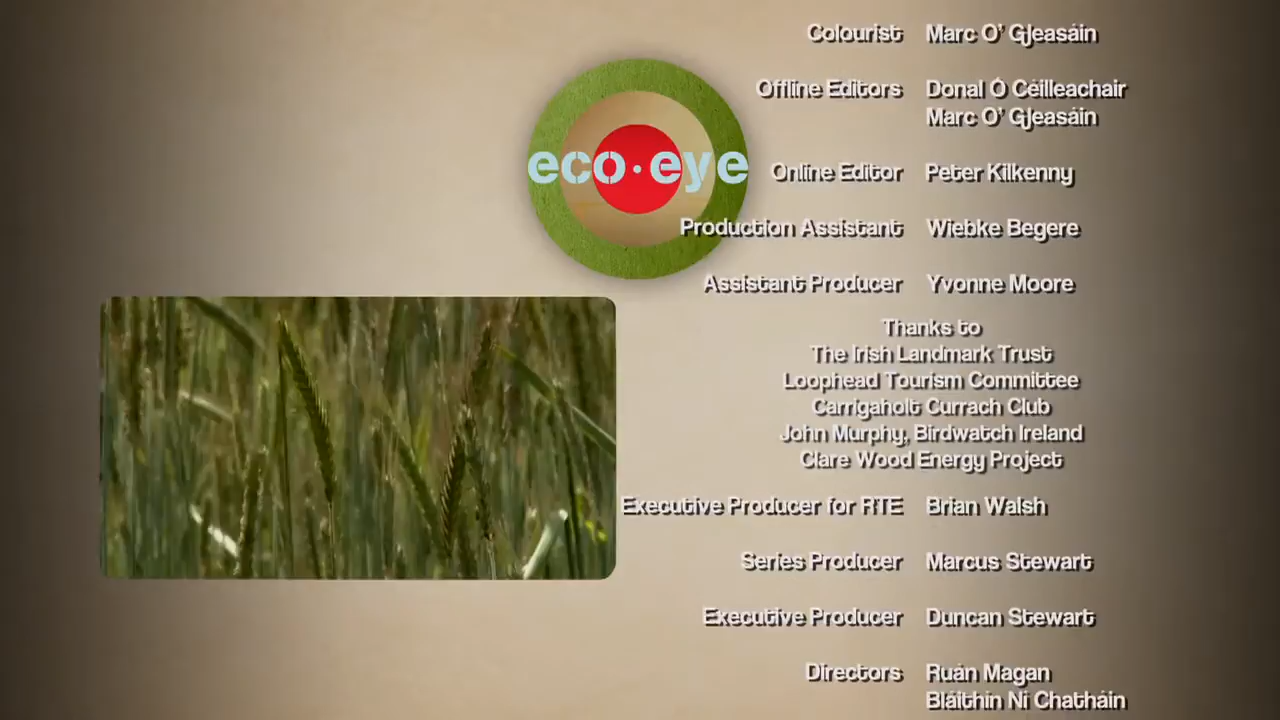 eco·eye
Colourist Marc O' Gleasáin
Offline Editors Donal Ó Céilleachair
Marc O' Gleasáin
Online Editor Peter Kilkenny
Production Assistant Wiebke Begere
Assistant Producer Yvonne Moore
Thanks to
The Irish Landmark Trust
Loophead Tourism Committee
Carrigaholt Currach Club
John Murphy, Birdwatch Ireland
Clare Wood Energy Project
Executive Producer for RTE Brian Walsh
Series Producer Marcus Stewart
Executive Producer Duncan Stewart
Directors Ruán Magan
Bláithín Ní Chatháin